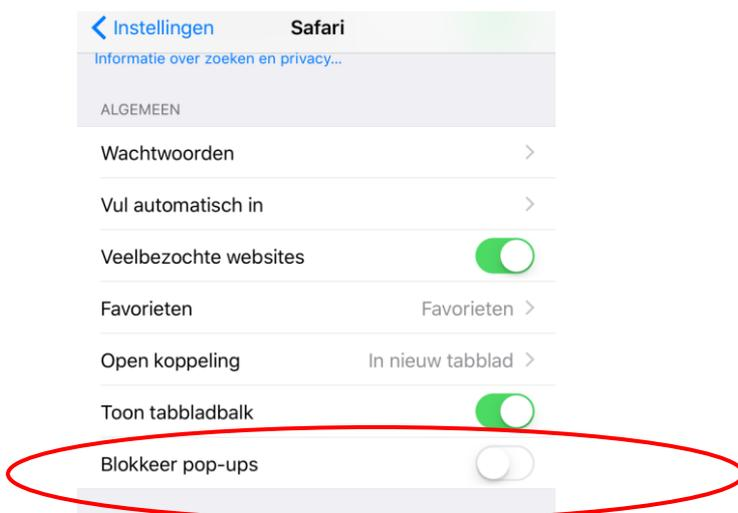 Instellingen Safari
Informatie over zoeken en privacy...
ALGEMEEN
Wachtwoorden
Vul automatisch in
Veelbezochte websites
Favorieten Favorieten
Open koppeling In nieuw tabblad
Toon tabbladbalk
Blokkeer pop-ups